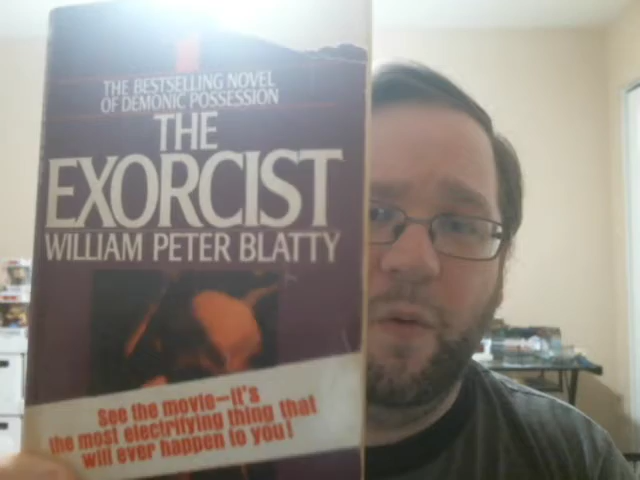 THE BESTSELLING NOVEL
OF DEMONIC POSSESSION
THE
EXORCIST
WILLIAM PETER BLATTY
See the movie—it's
the most electrifying thing that
will ever happen to you!